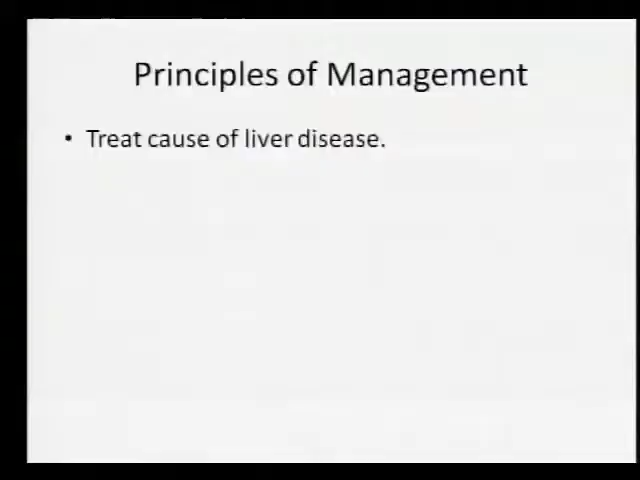 Principles of Management
• Treat cause of liver disease.